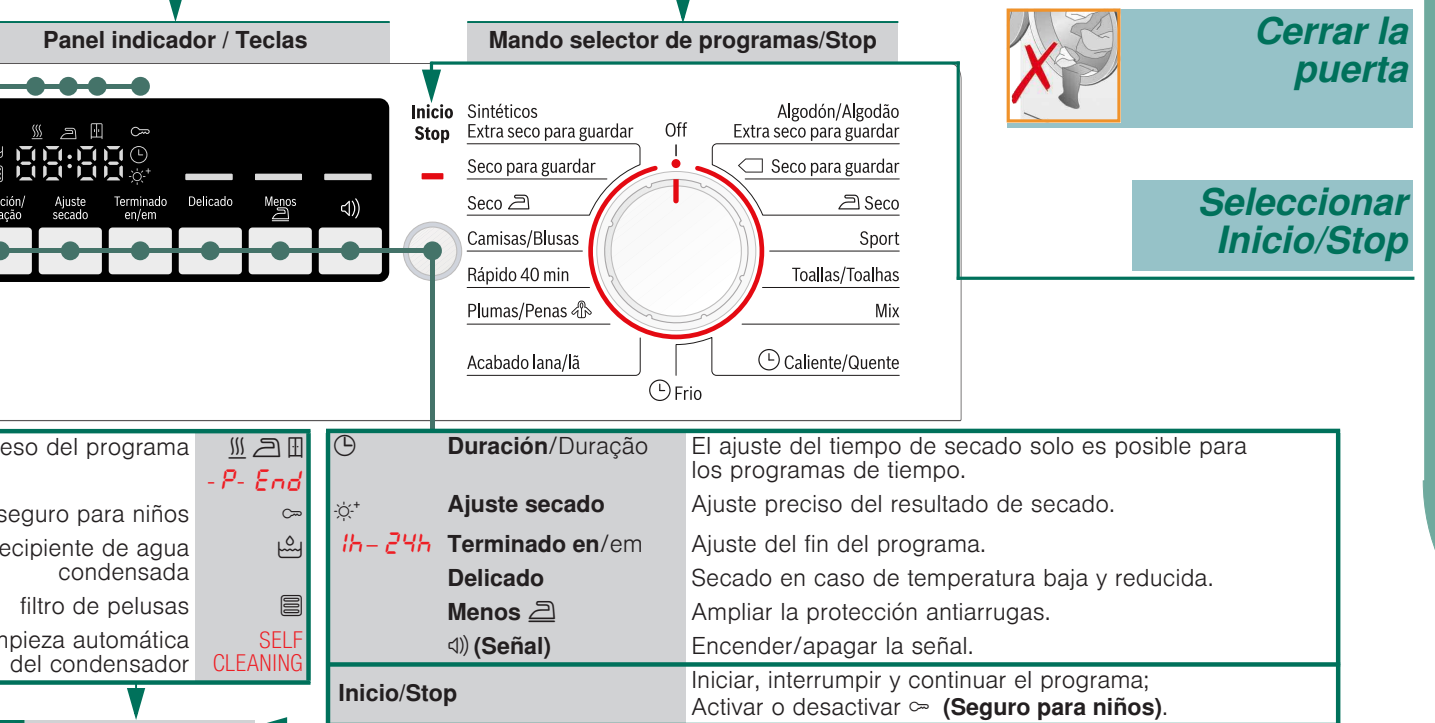 Panel indicador / Teclas
Mando selector de programas/Stop
Cerrar la
puerta
Seleccionar
Inicio/Stop
88:88
Ajuste
secado
Terminado
en/em
Delicado
Menos
Inicio
Stop
Sintéticos
Extra seco para guardar
Seco para guardar
Seco
Camisas/Blusas
Rápido 40 min
Plumas/Penas
Acabado lana/lã
Off
Algodón/Algodão
Extra seco para guardar
Seco para guardar
Seco
Sport
Toallas/Toalhas
Mix
Caliente/Quente
Frio
eso del programa
-P- End
seguro para niños
ecipiente de agua
condensada
filtro de pelusas
mpieza automática
del condensador
SELF
CLEANING
Duración/Duração El ajuste del tiempo de secado solo es posible para
los programas de tiempo.
Ajuste secado Ajuste preciso del resultado de secado.
1h – 24h Terminado en/em Ajuste del fin del programa.
Delicado Secado en caso de temperatura baja y reducida.
Menos Ampliar la protección antiarrugas.
(Señal) Encender/apagar la señal.
Inicio/Stop Iniciar, interrumpir y continuar el programa;
Activar o desactivar (Seguro para niños).